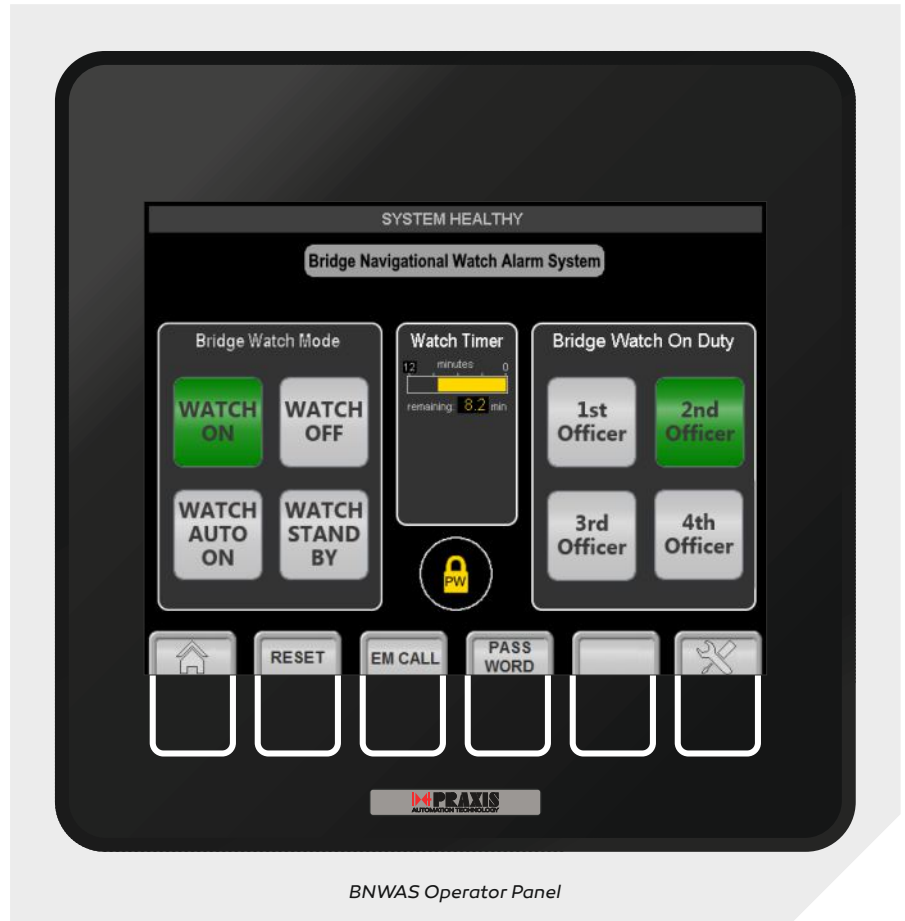 SYSTEM HEALTHY
Bridge Navigational Watch Alarm System
Bridge Watch Mode
WATCH
ON
WATCH
OFF
WATCH
AUTO
ON
WATCH
STAND
BY
Watch Timer
minutes
12
0
remaining: 8.2 min
PW
Bridge Watch On Duty
1st
Officer
2nd
Officer
3rd
Officer
4th
Officer
RESET
EM CALL
PASS
WORD
PRAXIS
AUTOMATION TECHNOLOGY
BNWAS Operator Panel